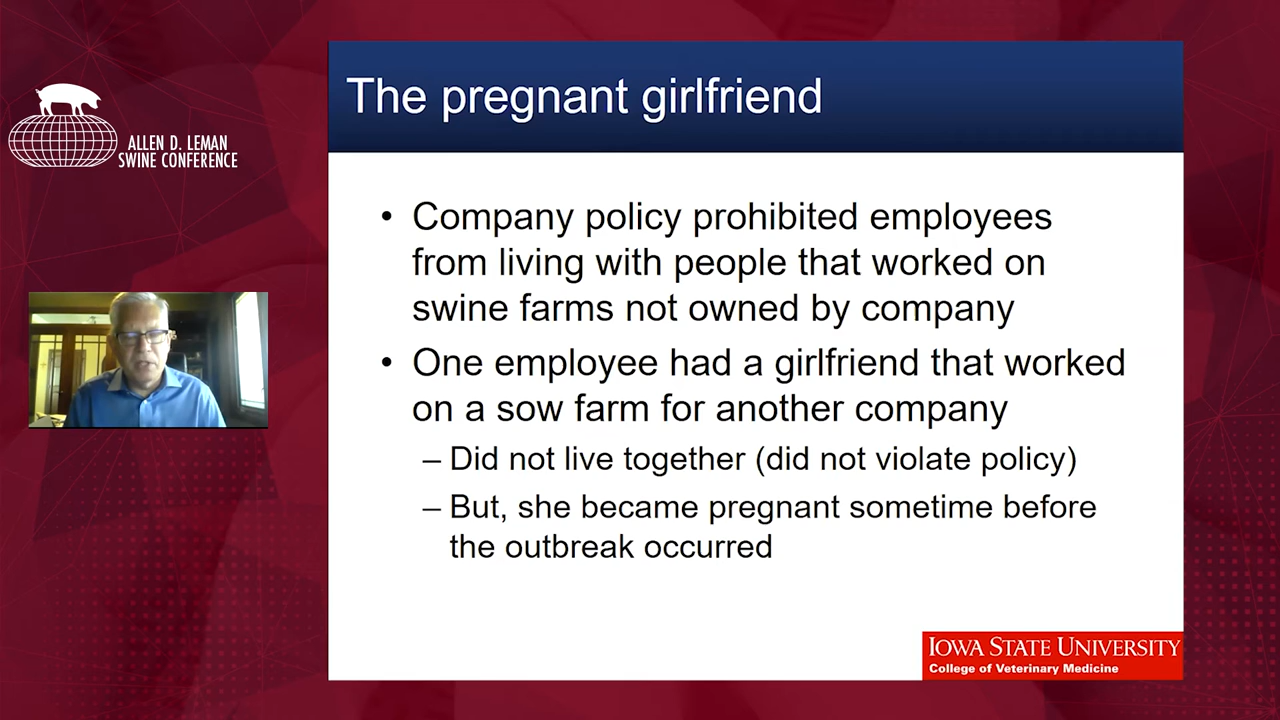 ALLEN D. LEMAN
SWINE CONFERENCE
The pregnant girlfriend
• Company policy prohibited employees
from living with people that worked on
swine farms not owned by company
• One employee had a girlfriend that worked
on a sow farm for another company
– Did not live together (did not violate policy)
– But, she became pregnant sometime before
the outbreak occurred
IOWA STATE UNIVERSITY
College of Veterinary Medicine